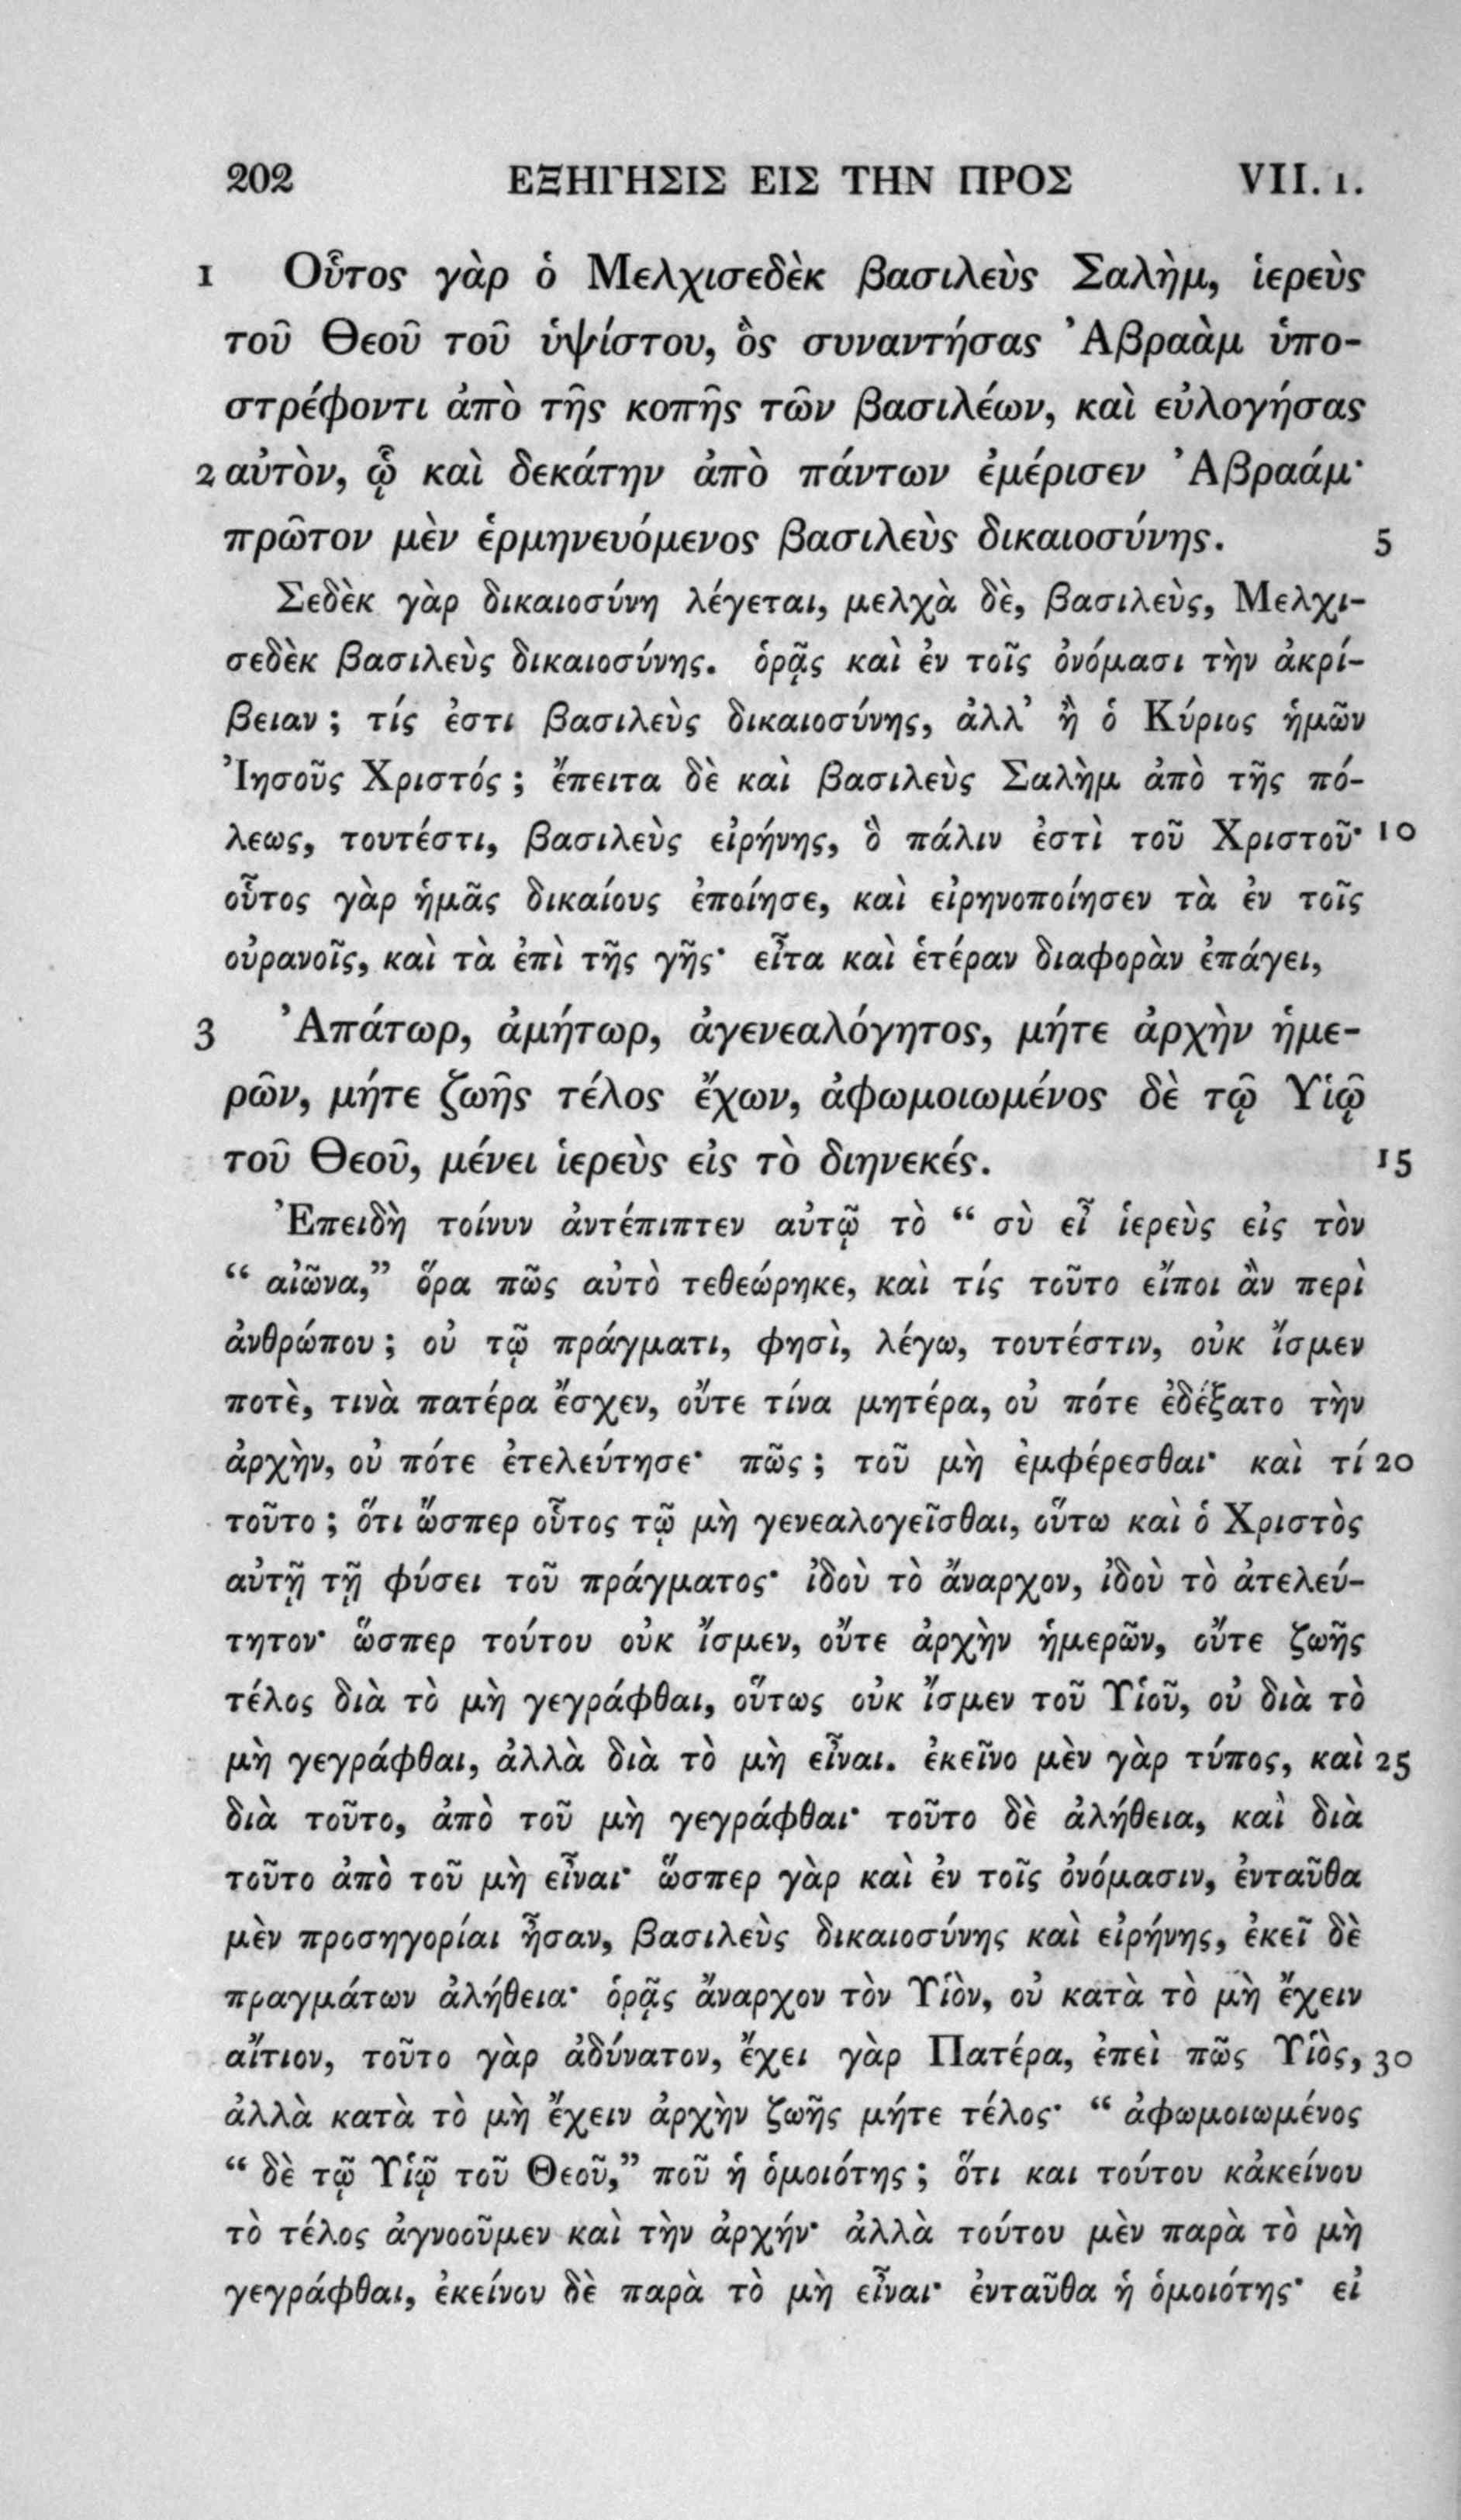 202 ΕΞΗΓΗΣΙΣ ΕΙΣ ΤΗΝ ΠΡΟΣ VII. 1.
1 Οὗτος γὰρ ὁ Μελχισεδὲκ βασιλεὺς Σαλὴμ, ἱερεὺς
τοῦ Θεοῦ τοῦ ὑψίστου, ὃς συναντήσας Ἀβραὰμ ὑπο-
στρέφοντι ἀπὸ τῆς κοπῆς τῶν βασιλέων, καὶ εὐλογήσας
2 αὐτὸν, ᾧ καὶ δεκάτην ἀπὸ πάντων ἐμέρισεν Ἀβραάμ·
πρῶτον μὲν ἑρμηνευόμενος βασιλεὺς δικαιοσύνης. 5
Σεδὲκ γὰρ δικαιοσύνη λέγεται, μελχὰ δὲ, βασιλεὺς, Μελχι-
σεδὲκ βασιλεὺς δικαιοσύνης. ὁρᾷς καὶ ἐν τοῖς ὀνόμασι τὴν ἀκρί-
βειαν ; τίς ἐστι βασιλεὺς δικαιοσύνης, ἀλλ’ ἢ ὁ Κύριος ἡμῶν
Ἰησοῦς Χριστός ; ἔπειτα δὲ καὶ βασιλεὺς Σαλὴμ ἀπὸ τῆς πό-
λεως, τουτέστι, βασιλεὺς εἰρήνης, ὃ πάλιν ἐστὶ τοῦ Χριστοῦ· 10
οὗτος γὰρ ἡμᾶς δικαίους ἐποίησε, καὶ εἰρηνοποίησεν τὰ ἐν τοῖς
οὐρανοῖς, καὶ τὰ ἐπὶ τῆς γῆς· εἶτα καὶ ἑτέραν διαφορὰν ἐπάγει,
3 Ἀπάτωρ, ἀμήτωρ, ἀγενεαλόγητος, μήτε ἀρχὴν ἡμε-
ρῶν, μήτε ζωῆς τέλος ἔχων, ἀφωμοιωμένος δὲ τῷ Υἱῷ
τοῦ Θεοῦ, μένει ἱερεὺς εἰς τὸ διηνεκές. 15
Ἐπειδὴ τοίνυν ἀντέπιπτεν αὐτῷ τὸ “ σὺ εἶ ἱερεὺς εἰς τὸν
“ αἰῶνα,” ὅρα πῶς αὐτὸ τεθεώρηκε, καὶ τίς τοῦτο εἴποι ἂν περὶ
ἀνθρώπου ; οὐ τῷ πράγματι, φησὶ, λέγω, τουτέστιν, οὐκ ἴσμεν
ποτὲ, τινὰ πατέρα ἔσχεν, οὔτε τίνα μητέρα, οὐ πότε ἐδέξατο τὴν
ἀρχὴν, οὐ πότε ἐτελεύτησε· πῶς ; τοῦ μὴ ἐμφέρεσθαι· καὶ τί 20
τοῦτο ; ὅτι ὥσπερ οὗτος τῷ μὴ γενεαλογεῖσθαι, οὕτω καὶ ὁ Χριστὸς
αὐτῇ τῇ φύσει τοῦ πράγματος· ἰδοὺ τὸ ἄναρχον, ἰδοὺ τὸ ἀτελεύ-
τητον· ὥσπερ τούτου οὐκ ἴσμεν, οὔτε ἀρχὴν ἡμερῶν, οὔτε ζωῆς
τέλος διὰ τὸ μὴ γεγράφθαι, οὕτως οὐκ ἴσμεν τοῦ Υἱοῦ, οὐ διὰ τὸ
μὴ γεγράφθαι, ἀλλὰ διὰ τὸ μὴ εἶναι. ἐκεῖνο μὲν γὰρ τύπος, καὶ 25
διὰ τοῦτο, ἀπὸ τοῦ μὴ γεγράφθαι· τοῦτο δὲ ἀλήθεια, καὶ διὰ
τοῦτο ἀπὸ τοῦ μὴ εἶναι· ὥσπερ γὰρ καὶ ἐν τοῖς ὀνόμασιν, ἐνταῦθα
μὲν προσηγορίαι ἦσαν, βασιλεὺς δικαιοσύνης καὶ εἰρήνης, ἐκεῖ δὲ
πραγμάτων ἀλήθεια· ὁρᾷς ἄναρχον τὸν Υἱὸν, οὐ κατὰ τὸ μὴ ἔχειν
αἴτιον, τοῦτο γὰρ ἀδύνατον, ἔχει γὰρ Πατέρα, ἐπεὶ πῶς Υἱὸς, 30
ἀλλὰ κατὰ τὸ μὴ ἔχειν ἀρχὴν ζωῆς μήτε τέλος· “ ἀφωμοιωμένος
“ δὲ τῷ Υἱῷ τοῦ Θεοῦ,” ποῦ ἡ ὁμοιότης ; ὅτι και τούτου κἀκείνου
τὸ τέλος ἀγνοοῦμεν καὶ τὴν ἀρχήν· ἀλλὰ τούτου μὲν παρὰ τὸ μὴ
γεγράφθαι, ἐκείνου δὲ παρὰ τὸ μὴ εἶναι· ἐνταῦθα ἡ ὁμοιότης· εἰ